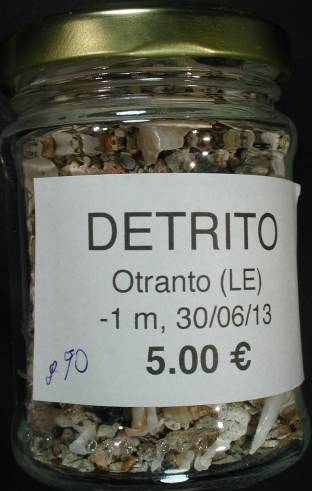 DETRITO
Otranto (LE)
-1 m, 30/06/13
5.00 €